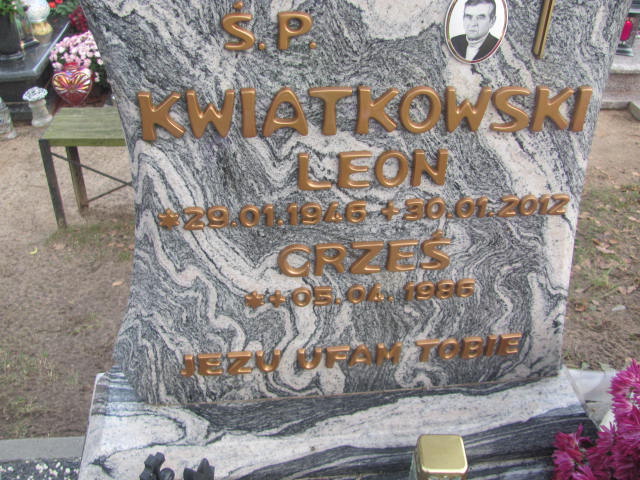 Ś.P.
KWIATKOWSKI
LEON
*29.01.1946 +30.01.2012
GRZEŚ
*+05.04.1986
JEZU UFAM TOBIE